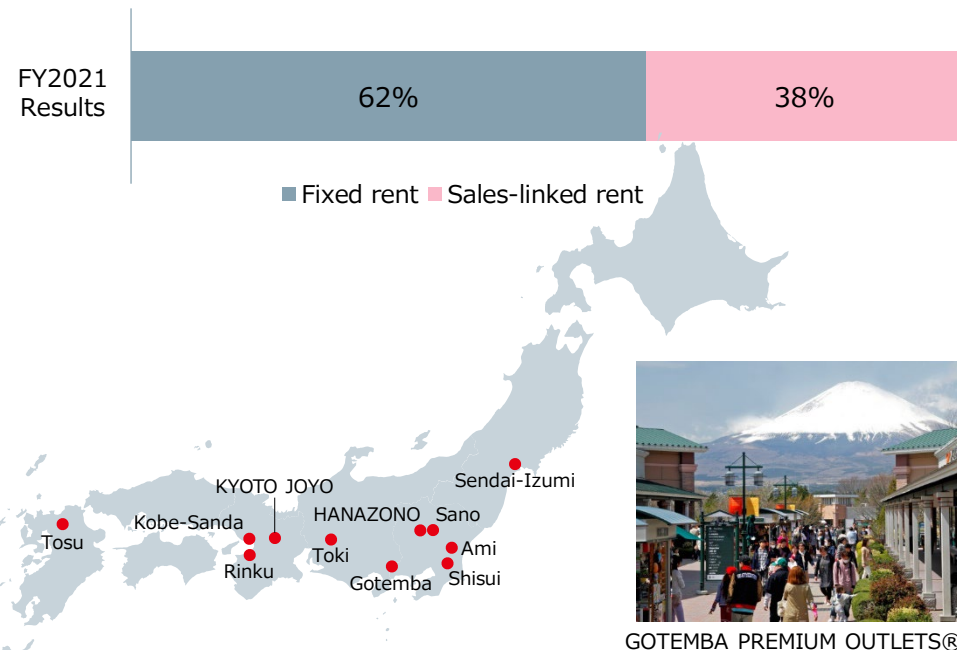 FY2021
Results
62%
38%
Fixed rent
Sales-linked rent
Sendai-Izumi
KYOTO JOYO
Kobe-Sanda
HANAZONO
Sano
Tosu
Rinku
Toki
Ami
Gotemba
Shisui
GOTEMBA PREMIUM OUTLETS®